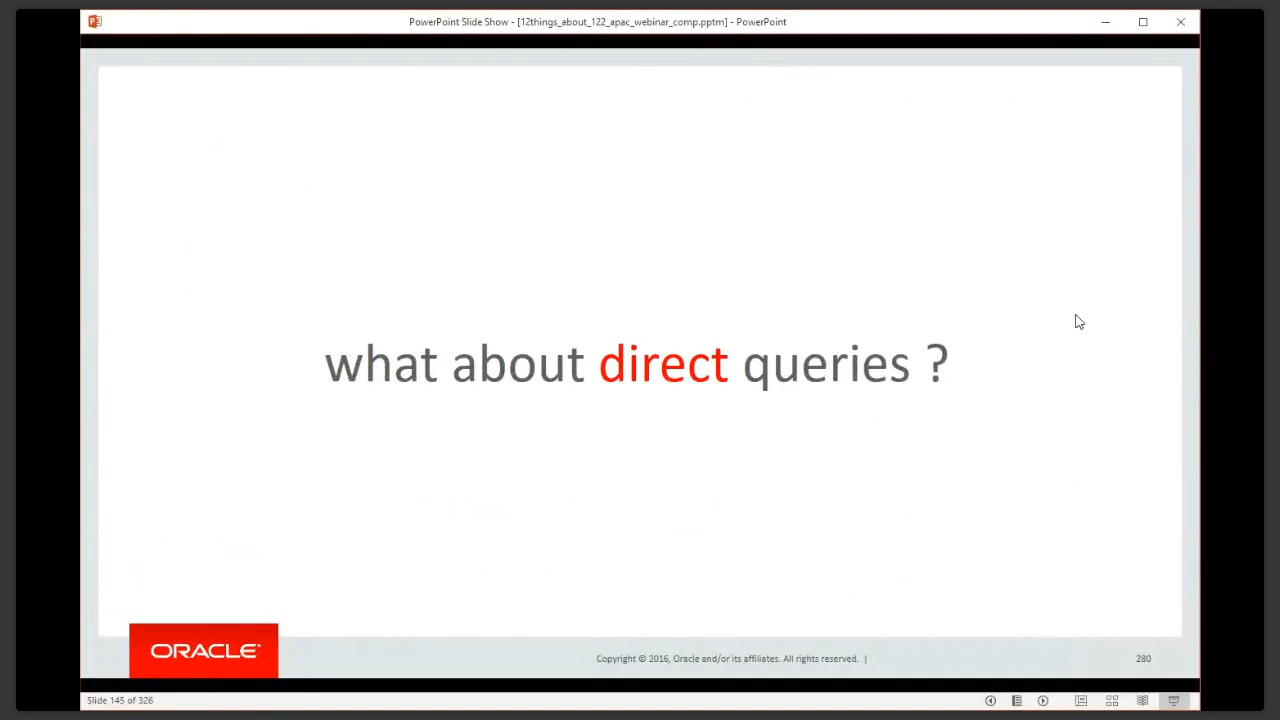 PowerPoint Slide Show - [12things_about_122_apac_webinar_comp.pptm] - PowerPoint
what about direct queries ?
ORACLE
Copyright © 2016, Oracle and/or its affiliates. All rights reserved. |
280
Slide 145 of 326